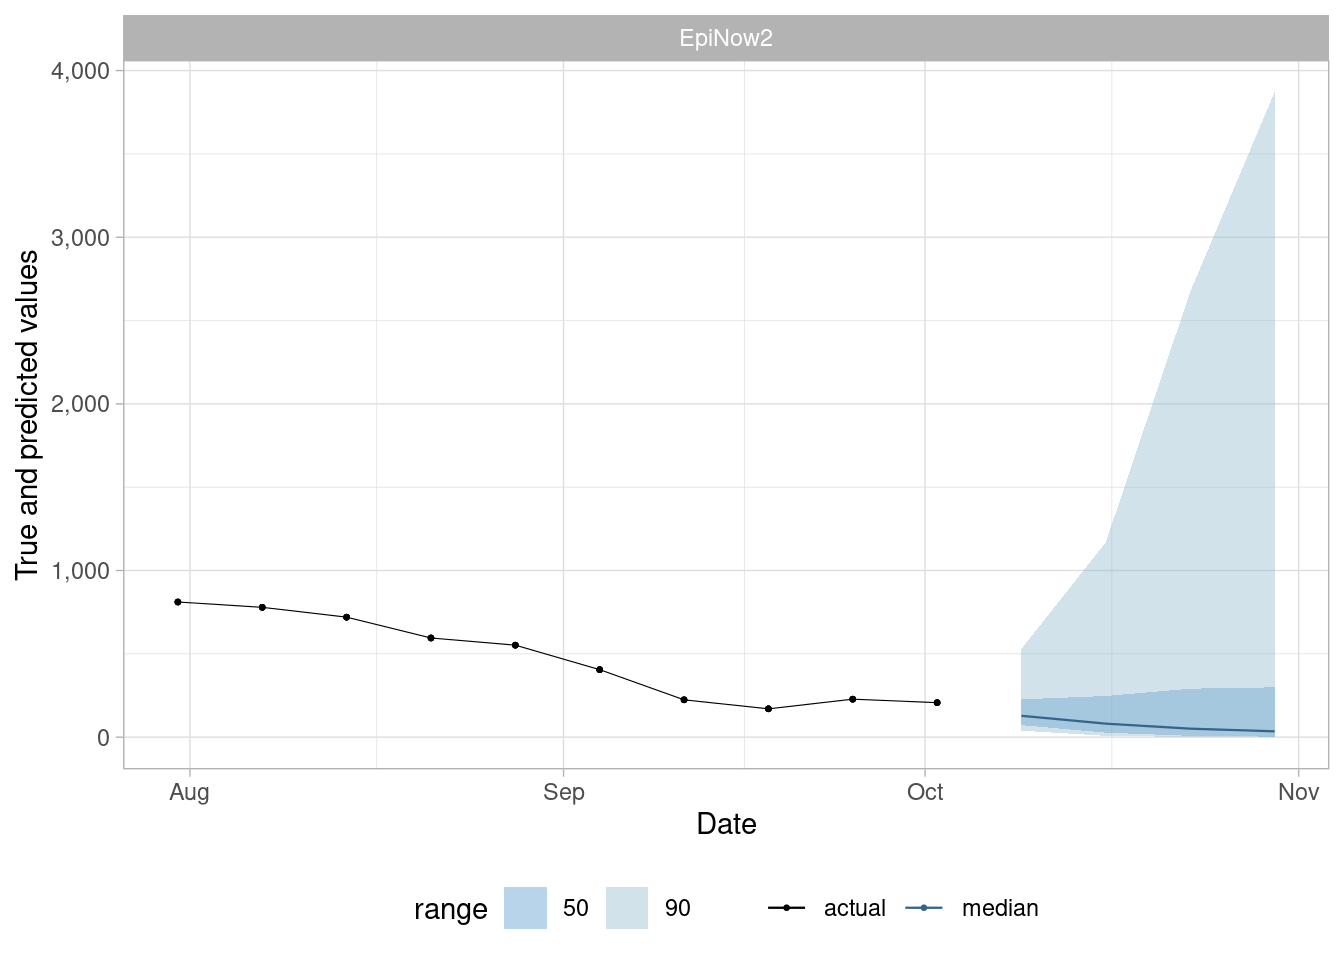 EpiNow2
4,000
3,000
2,000
1,000
0
True and predicted values
Aug Sep Oct Nov
Date
range 50 90 actual median